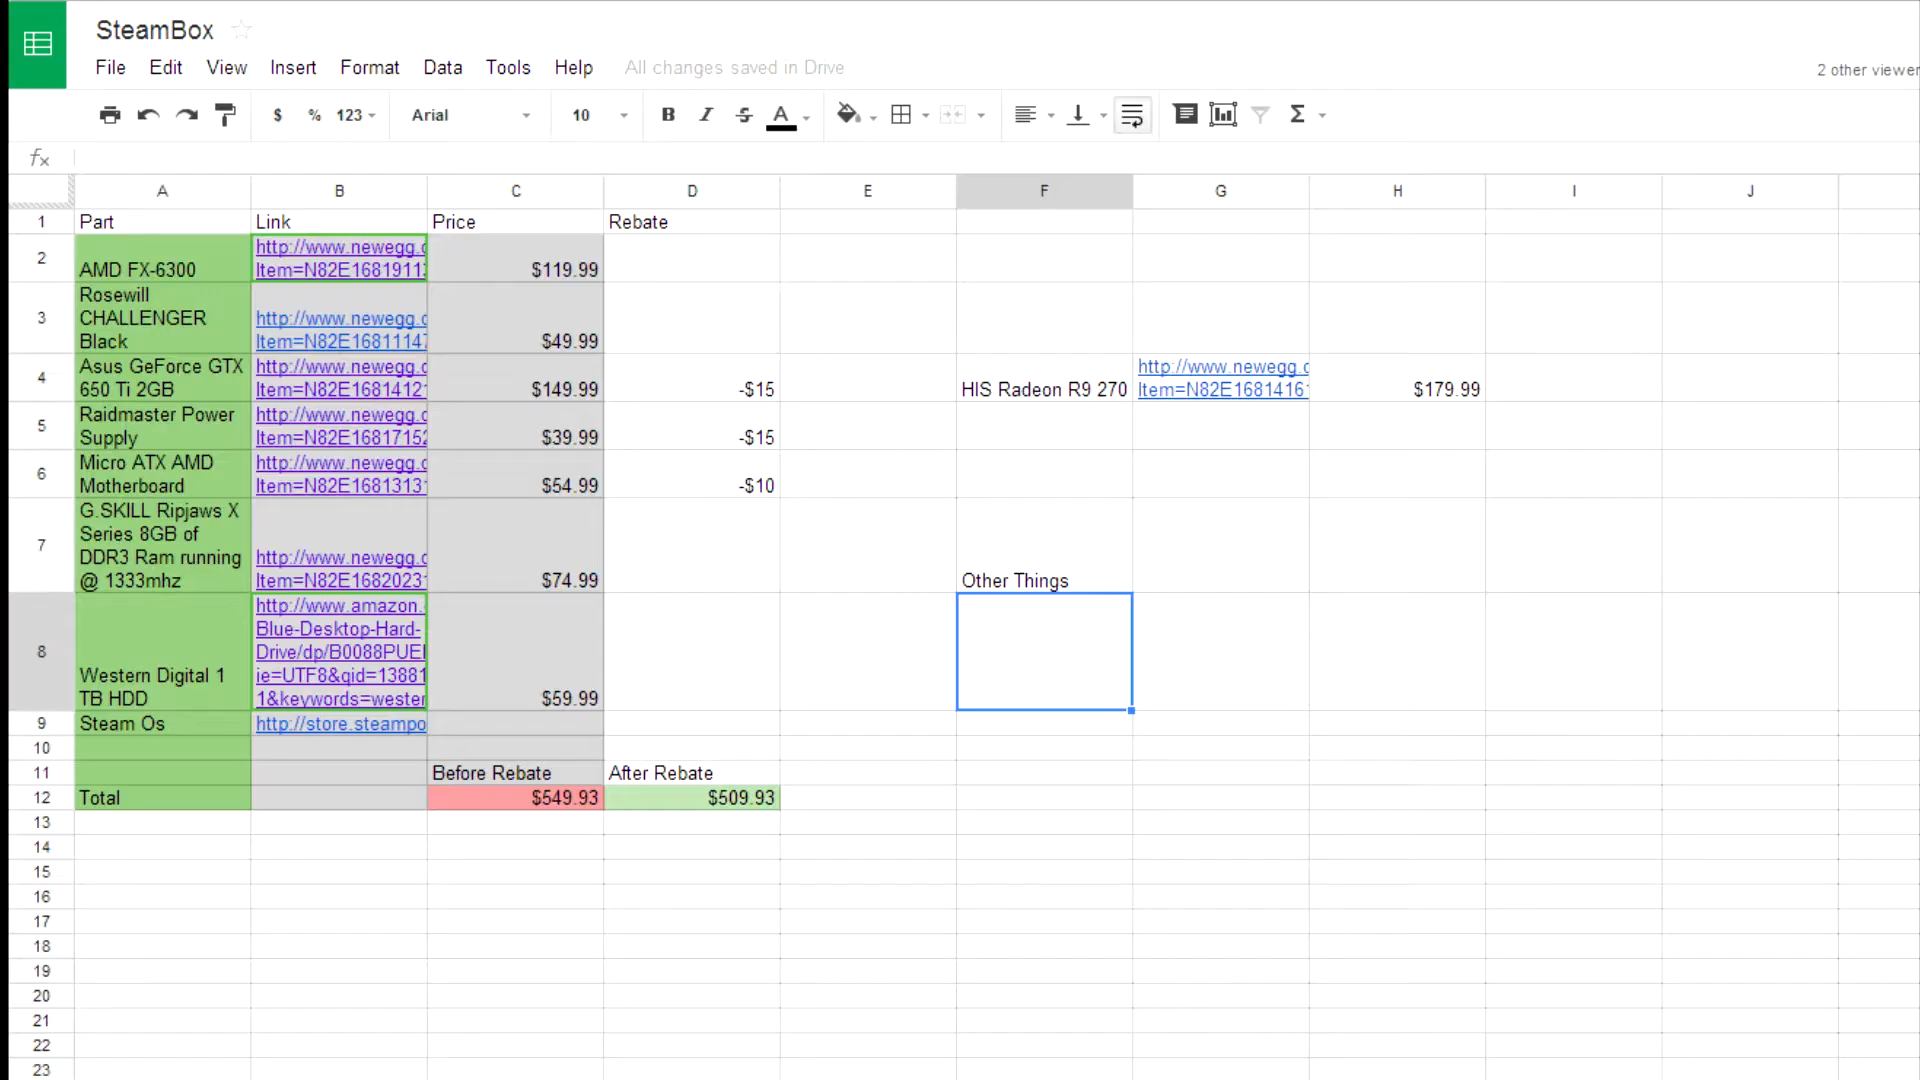 SteamBox
File Edit View Insert Format Data Tools Help All changes saved in Drive
2 other viewer
$ % 123 Arial 10 B I S A Σ
fx
A B C D E F G H I J
1 Part Link Price Rebate
2 AMD FX-6300
http://www.newegg.c
Item=N82E1681911
$119.99
3 Rosewill
CHALLENGER
Black
http://www.newegg.c
Item=N82E16811147
$49.99
4 Asus GeForce GTX
650 Ti 2GB
http://www.newegg.c
Item=N82E1681412
$149.99 -$15
HIS Radeon R9 270
http://www.newegg.c
Item=N82E1681416
$179.99
5 Raidmaster Power
Supply
http://www.newegg.c
Item=N82E1681715
$39.99 -$15
6 Micro ATX AMD
Motherboard
http://www.newegg.c
Item=N82E1681313
$54.99 -$10
7 G.SKILL Ripjaws X
Series 8GB of
DDR3 Ram running
@ 1333mhz
http://www.newegg.c
Item=N82E1682023
$74.99
Other Things
8 Western Digital 1
TB HDD
http://www.amazon.
Blue-Desktop-Hard-
Drive/dp/B0088PUE
ie=UTF8&qid=13881
1&keywords=wester
$59.99
9 Steam Os http://store.steampo
10
11 Before Rebate After Rebate
12 Total $549.93 $509.93
13
14
15
16
17
18
19
20
21
22
23